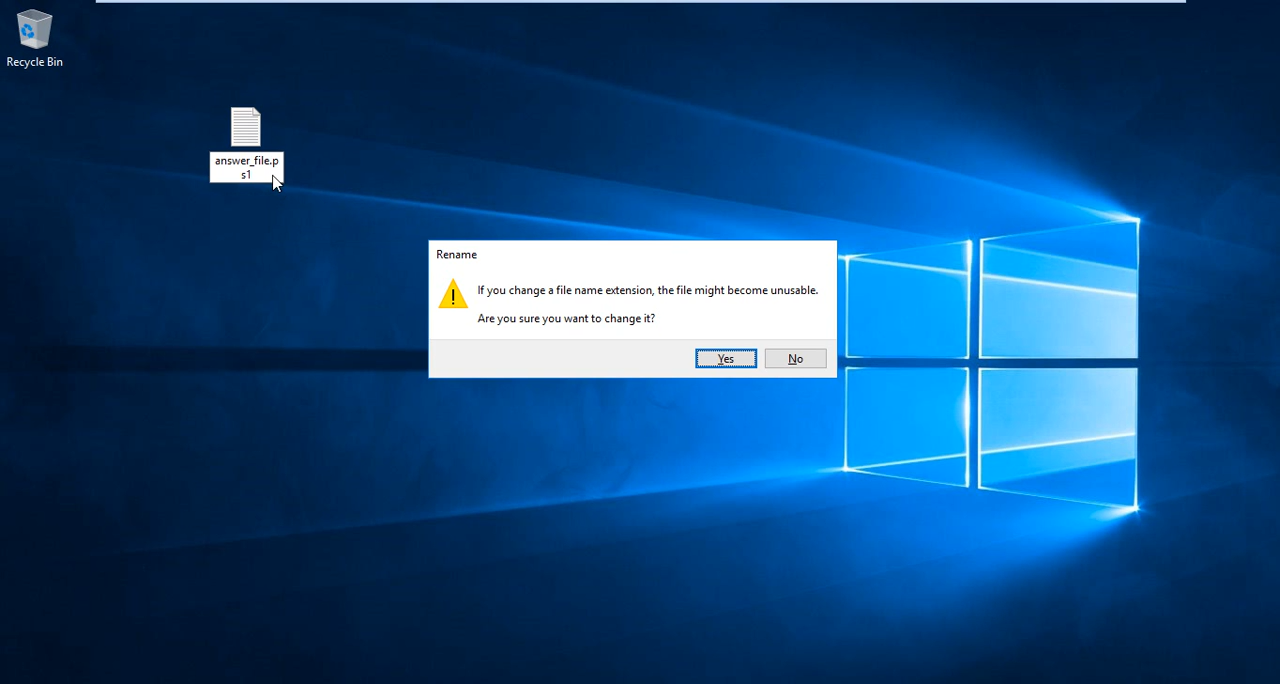 Recycle Bin
answer_file.p
s1
Rename
If you change a file name extension, the file might become unusable.
Are you sure you want to change it?
Yes No